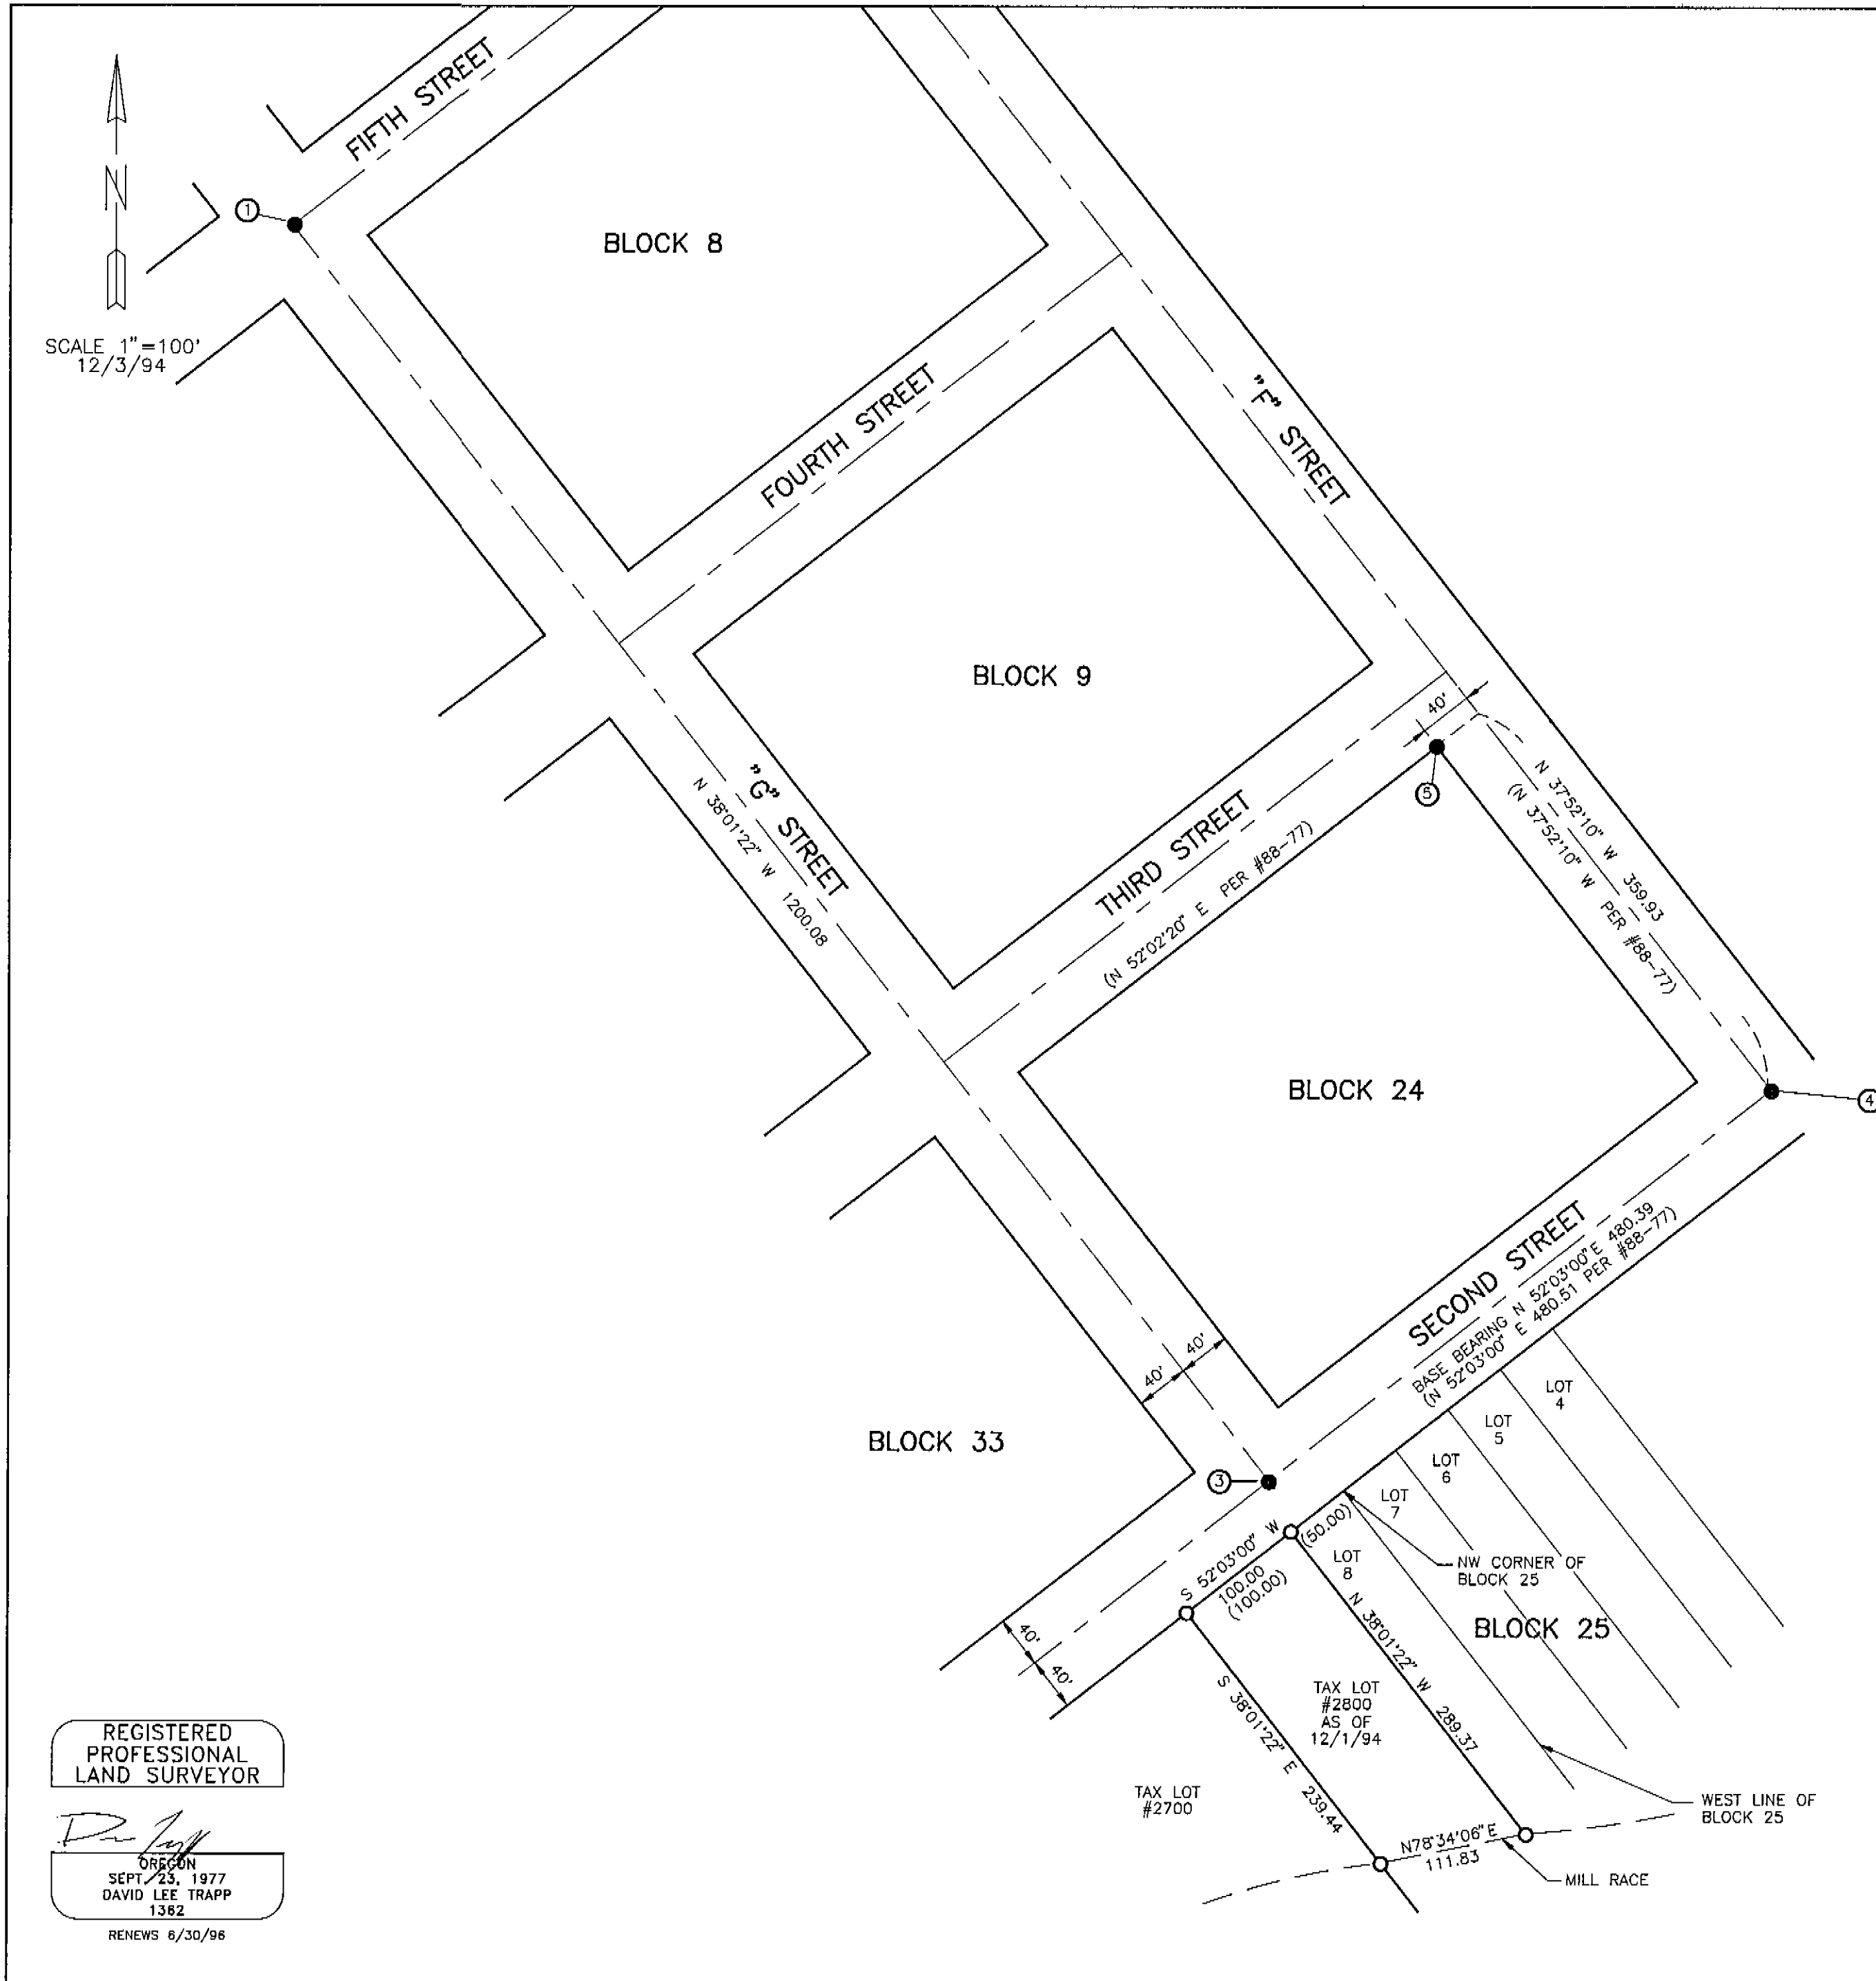 FIFTH STREET
1
N
SCALE 1"=100'
12/3/94
BLOCK 8
FOURTH STREET
"F" STREET
BLOCK 9
40'
5
N 37°52'10" W 359.93
(N 37°52'10" W PER #88-77)
"G" STREET
N 38°01'22" W 1200.08
THIRD STREET
(N 52°02'20" E PER #88-77)
BLOCK 24
4
SECOND STREET
BASE BEARING N 52°03'00" E 480.39
(N 52°03'00" E 480.51 PER #88-77)
40'
40'
LOT
4
LOT
5
LOT
6
LOT
7
BLOCK 33
3
(50.00)
S 52°03'00" W
100.00
(100.00)
LOT
8
NW CORNER OF
BLOCK 25
BLOCK 25
40'
40'
N 38°01'22" W 289.37
S 38°01'22" E 239.44
TAX LOT
#2800
AS OF
12/1/94
TAX LOT
#2700
WEST LINE OF
BLOCK 25
N78°34'06"E
111.83
MILL RACE
REGISTERED
PROFESSIONAL
LAND SURVEYOR
OREGON
SEPT. 23, 1977
DAVID LEE TRAPP
1362
RENEWS 6/30/96